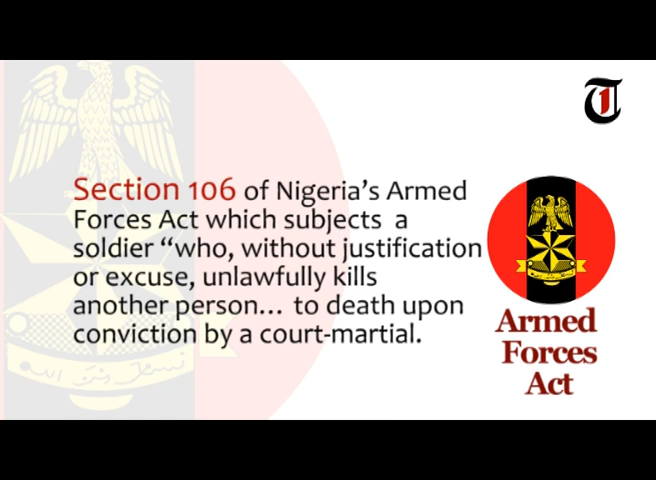 Section 106 of Nigeria's Armed
Forces Act which subjects a
soldier “who, without justification
or excuse, unlawfully kills
another person... to death upon
conviction by a court-martial.
Armed
Forces
Act